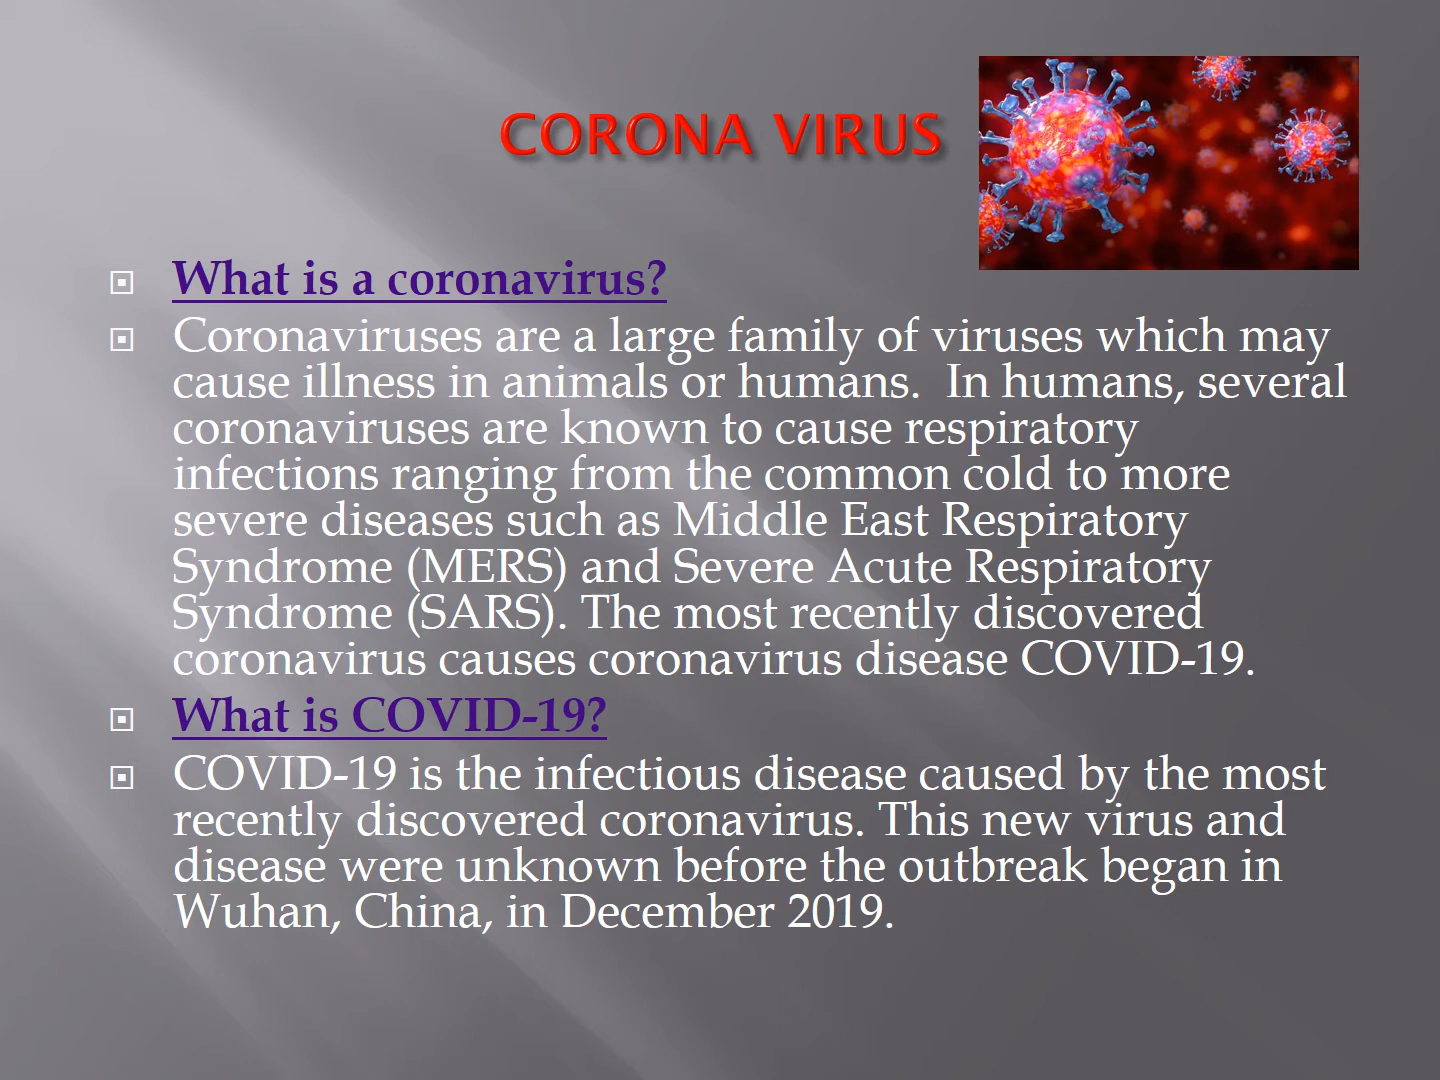 CORONA VIRUS
What is a coronavirus?
Coronaviruses are a large family of viruses which may
cause illness in animals or humans.  In humans, several
coronaviruses are known to cause respiratory
infections ranging from the common cold to more
severe diseases such as Middle East Respiratory
Syndrome (MERS) and Severe Acute Respiratory
Syndrome (SARS). The most recently discovered
coronavirus causes coronavirus disease COVID-19.
What is COVID-19?
COVID-19 is the infectious disease caused by the most
recently discovered coronavirus. This new virus and
disease were unknown before the outbreak began in
Wuhan, China, in December 2019.